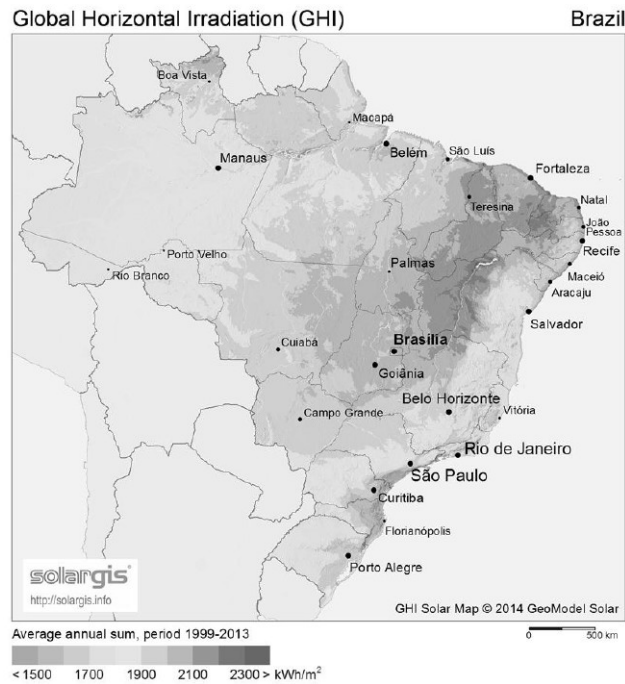 Global Horizontal Irradiation (GHI) Brazil
Boa Vista
Macapá
Belém
São Luís
Manaus
Fortaleza
Teresina
Natal
João
Pessoa
Recife
Porto Velho
Palmas
Maceió
Rio Branco
Aracaju
Salvador
Cuiabá
Brasília
Goiânia
Belo Horizonte
Campo Grande
Vitória
Rio de Janeiro
São Paulo
Curitiba
Florianópolis
Porto Alegre
solargis®
http://solargis.info
GHI Solar Map © 2014 GeoModel Solar
Average annual sum, period 1999-2013
0 500 km
< 1500 1700 1900 2100 2300 > kWh/m²